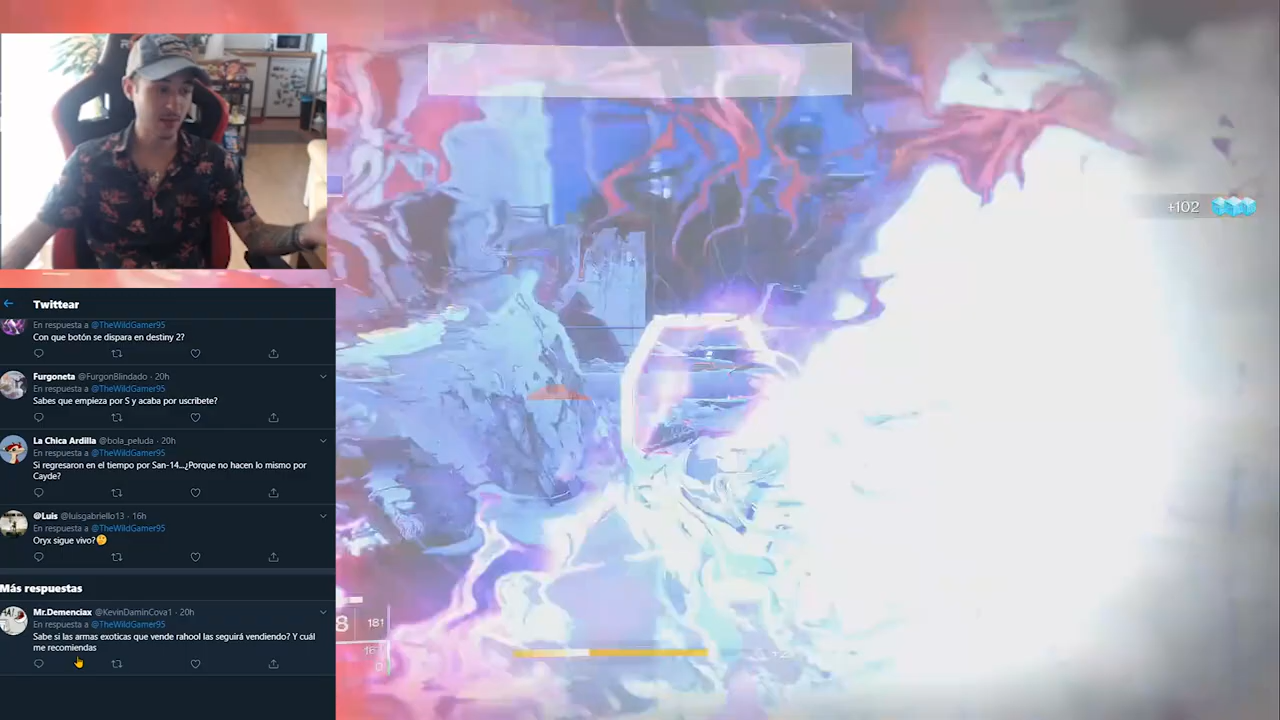 Twittear
En respuesta a @TheWildGamer95
Con que botón se dispara en destiny 2?
Furgoneta @FurgonBlindado · 20h
En respuesta a @TheWildGamer95
Sabes que empieza por S y acaba por uscribete?
La Chica Ardilla @bola_peluda · 20h
En respuesta a @TheWildGamer95
Si regresaron en el tiempo por San-14...¿Porque no hacen lo mismo por
Cayde?
@Luis @luisgabriello13 · 16h
En respuesta a @TheWildGamer95
Oryx sigue vivo?🤔
Más respuestas
Mr.Demenciax @KevinDaminCova1 · 20h
En respuesta a @TheWildGamer95
Sabe si las armas exoticas que vende rahool las seguirá vendiendo? Y cuál
me recomiendas
+102
8 181